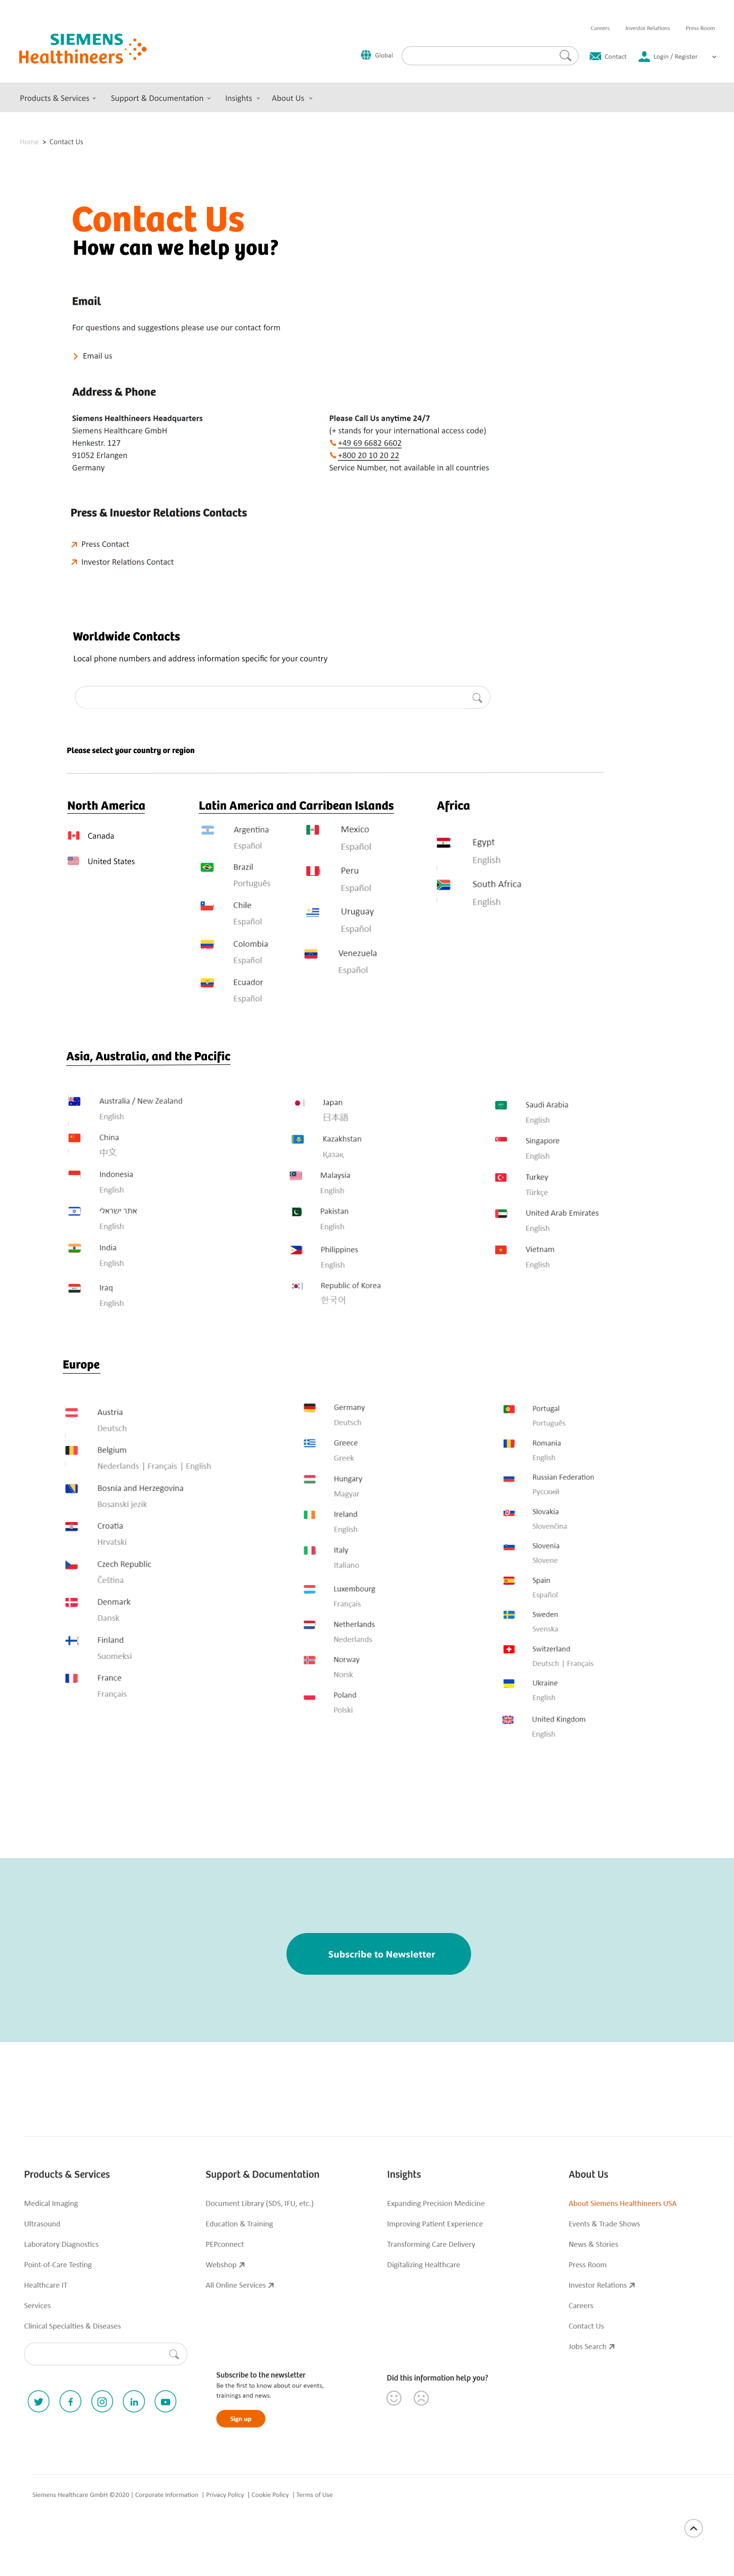 Careers
Investor Relations
Press Room
SIEMENS
Healthineers
Global
Contact
Login / Register
Products & Services
Support & Documentation
Insights
About Us
Home > Contact Us
Contact Us
How can we help you?
Email
For questions and suggestions please use our contact form
Email us
Address & Phone
Siemens Healthineers Headquarters
Siemens Healthcare GmbH
Henkestr. 127
91052 Erlangen
Germany
Please Call Us anytime 24/7
(+ stands for your international access code)
+49 69 6682 6602
+800 20 10 20 22
Service Number, not available in all countries
Press & Investor Relations Contacts
Press Contact
Investor Relations Contact
Worldwide Contacts
Local phone numbers and address information specific for your country
Please select your country or region
North America
Canada
United States
Latin America and Carribean Islands
Argentina
Español
Brazil
Português
Chile
Español
Colombia
Español
Ecuador
Español
Mexico
Español
Peru
Español
Uruguay
Español
Venezuela
Español
Africa
Egypt
English
South Africa
English
Asia, Australia, and the Pacific
Australia / New Zealand
English
China
中文
Indonesia
English
אתר ישראלי
English
India
English
Iraq
English
Japan
日本語
Kazakhstan
Қазақ
Malaysia
English
Pakistan
English
Philippines
English
Republic of Korea
한국어
Saudi Arabia
English
Singapore
English
Turkey
Türkçe
United Arab Emirates
English
Vietnam
English
Europe
Austria
Deutsch
Belgium
Nederlands | Français | English
Bosnia and Herzegovina
Bosanski jezik
Croatia
Hrvatski
Czech Republic
Čeština
Denmark
Dansk
Finland
Suomeksi
France
Français
Germany
Deutsch
Greece
Greek
Hungary
Magyar
Ireland
English
Italy
Italiano
Luxembourg
Français
Netherlands
Nederlands
Norway
Norsk
Poland
Polski
Portugal
Português
Romania
English
Russian Federation
Русский
Slovakia
Slovenčina
Slovenia
Slovene
Spain
Español
Sweden
Svenska
Switzerland
Deutsch | Français
Ukraine
English
United Kingdom
English
Subscribe to Newsletter
Products & Services
Medical Imaging
Ultrasound
Laboratory Diagnostics
Point-of-Care Testing
Healthcare IT
Services
Clinical Specialties & Diseases
Support & Documentation
Document Library (SDS, IFU, etc.)
Education & Training
PEPconnect
Webshop
All Online Services
Insights
Expanding Precision Medicine
Improving Patient Experience
Transforming Care Delivery
Digitalizing Healthcare
About Us
About Siemens Healthineers USA
Events & Trade Shows
News & Stories
Press Room
Investor Relations
Careers
Contact Us
Jobs Search
Subscribe to the newsletter
Be the first to know about our events,
trainings and news.
Sign up
Did this information help you?
Siemens Healthcare GmbH ©2020 | Corporate Information | Privacy Policy | Cookie Policy | Terms of Use